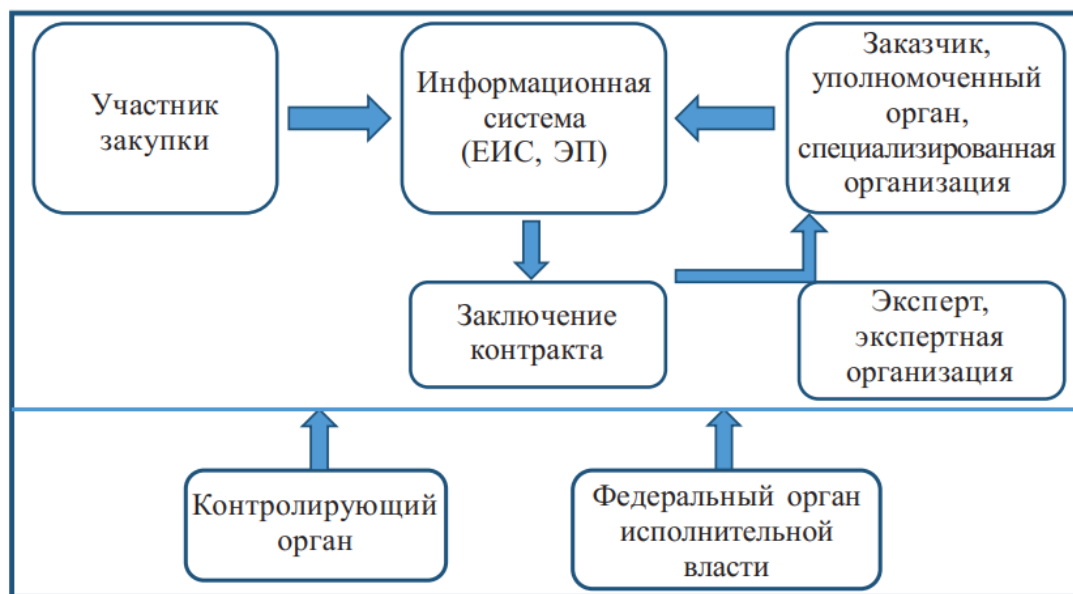 Участник
закупки
Информационная
система
(ЕИС, ЭП)
Заказчик,
уполномоченный
орган,
специализированная
организация
Заключение
контракта
Эксперт,
экспертная
организация
Контролирующий
орган
Федеральный орган
исполнительной
власти